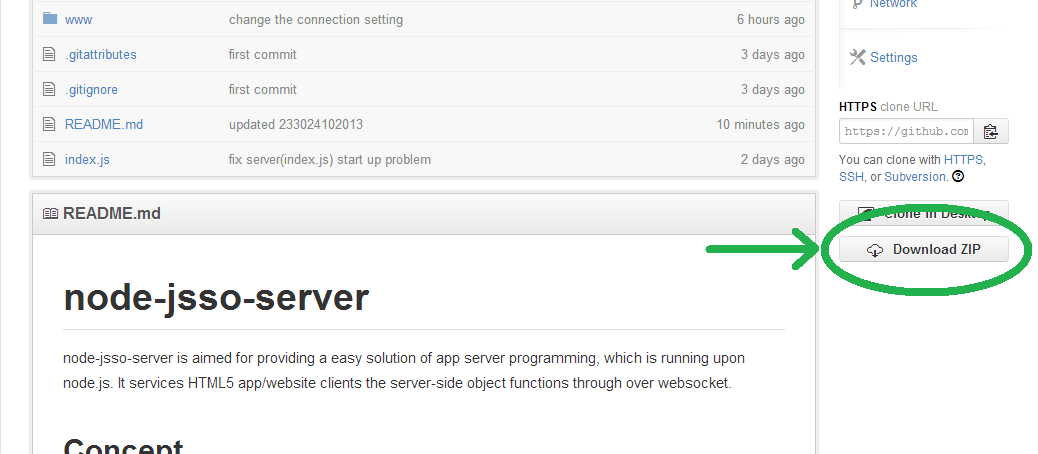 www change the connection setting 6 hours ago
.gitattributes first commit 3 days ago
.gitignore first commit 3 days ago
README.md updated 233024102013 10 minutes ago
index.js fix server(index.js) start up problem 2 days ago
README.md
node-jsso-server
node-jsso-server is aimed for providing a easy solution of app server programming, which is running upon
node.js. It services HTML5 app/website clients the server-side object functions through over websocket.
Concept
Network
Settings
HTTPS clone URL
https://github.com
You can clone with HTTPS,
SSH, or Subversion.
Clone in Desktop
Download ZIP